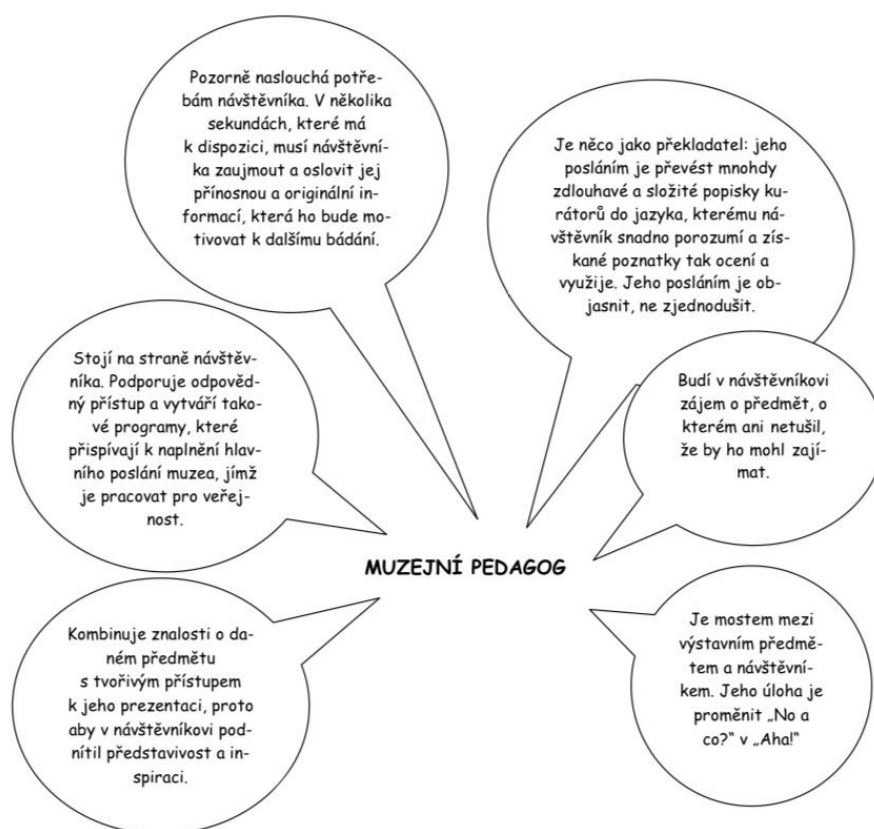 Pozorně naslouchá potře-
bám návštěvníka. V několika
sekundách, které má
k dispozici, musí návštěvní-
ka zaujmout a oslovit jej
přínosnou a originální in-
formací, která ho bude mo-
tivovat k dalšímu bádání.
Je něco jako překladatel: jeho
posláním je převést mnohdy
zdlouhavé a složité popisky ku-
rátorů do jazyka, kterému ná-
vštěvník snadno porozumí a zís-
kané poznatky tak ocení a
využije. Jeho posláním je ob-
jasnit, ne zjednodušit.
Stojí na straně návštěv-
níka. Podporuje odpověd-
ný přístup a vytváří tako-
vé programy, které
přispívají k naplnění hlav-
ního poslání muzea, jímž
je pracovat pro veřej-
nost.
Budí v návštěvníkovi
zájem o předmět, o
kterém ani netušil,
že by ho mohl zají-
mat.
MUZEJNÍ PEDAGOG
Kombinuje znalosti o da-
ném předmětu
s tvořivým přístupem
k jeho prezentaci, proto
aby v návštěvníkovi pod-
nítil představivost a in-
spiraci.
Je mostem mezi
výstavním předmě-
tem a návštěvní-
kem. Jeho úloha je
proměnit „No a
co?“ v „Aha!“